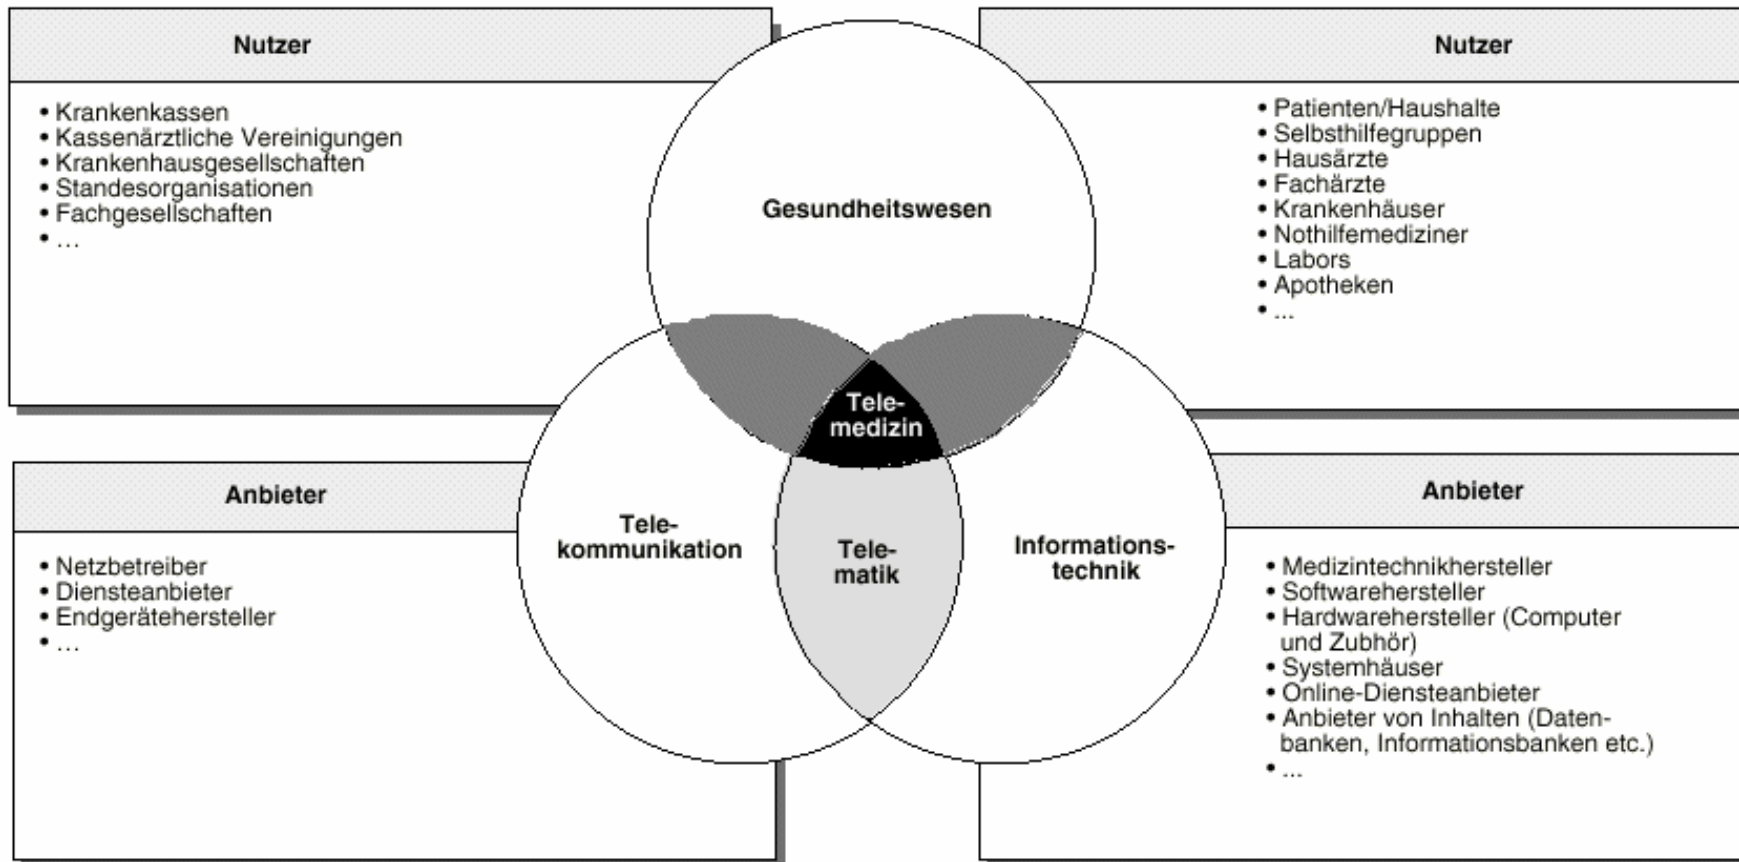 Nutzer
• Krankenkassen
• Kassenärztliche Vereinigungen
• Krankenhausgesellschaften
• Standesorganisationen
• Fachgesellschaften
• ...
Nutzer
• Patienten/Haushalte
• Selbsthilfegruppen
• Hausärzte
• Fachärzte
• Krankenhäuser
• Nothilfemediziner
• Labors
• Apotheken
• ...
Gesundheitswesen
Tele-
medizin
Tele-
kommunikation
Tele-
matik
Informations-
technik
Anbieter
• Netzbetreiber
• Diensteanbieter
• Endgerätehersteller
• ...
Anbieter
• Medizintechnikhersteller
• Softwarehersteller
• Hardwarehersteller (Computer
und Zubhör)
• Systemhäuser
• Online-Diensteanbieter
• Anbieter von Inhalten (Daten-
banken, Informationsbanken etc.)
• ...